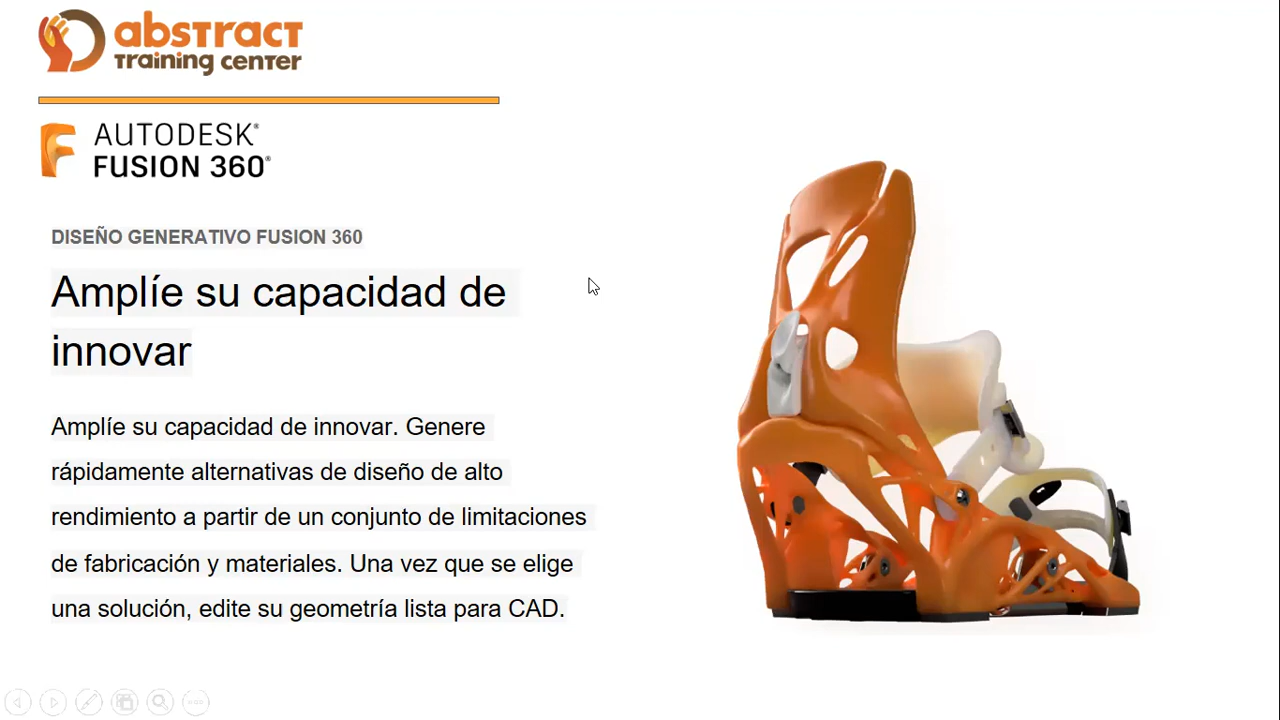 abstract
Training center
AUTODESK®
FUSION 360®
DISEÑO GENERATIVO FUSION 360
Amplíe su capacidad de
innovar
Amplíe su capacidad de innovar. Genere
rápidamente alternativas de diseño de alto
rendimiento a partir de un conjunto de limitaciones
de fabricación y materiales. Una vez que se elige
una solución, edite su geometría lista para CAD.